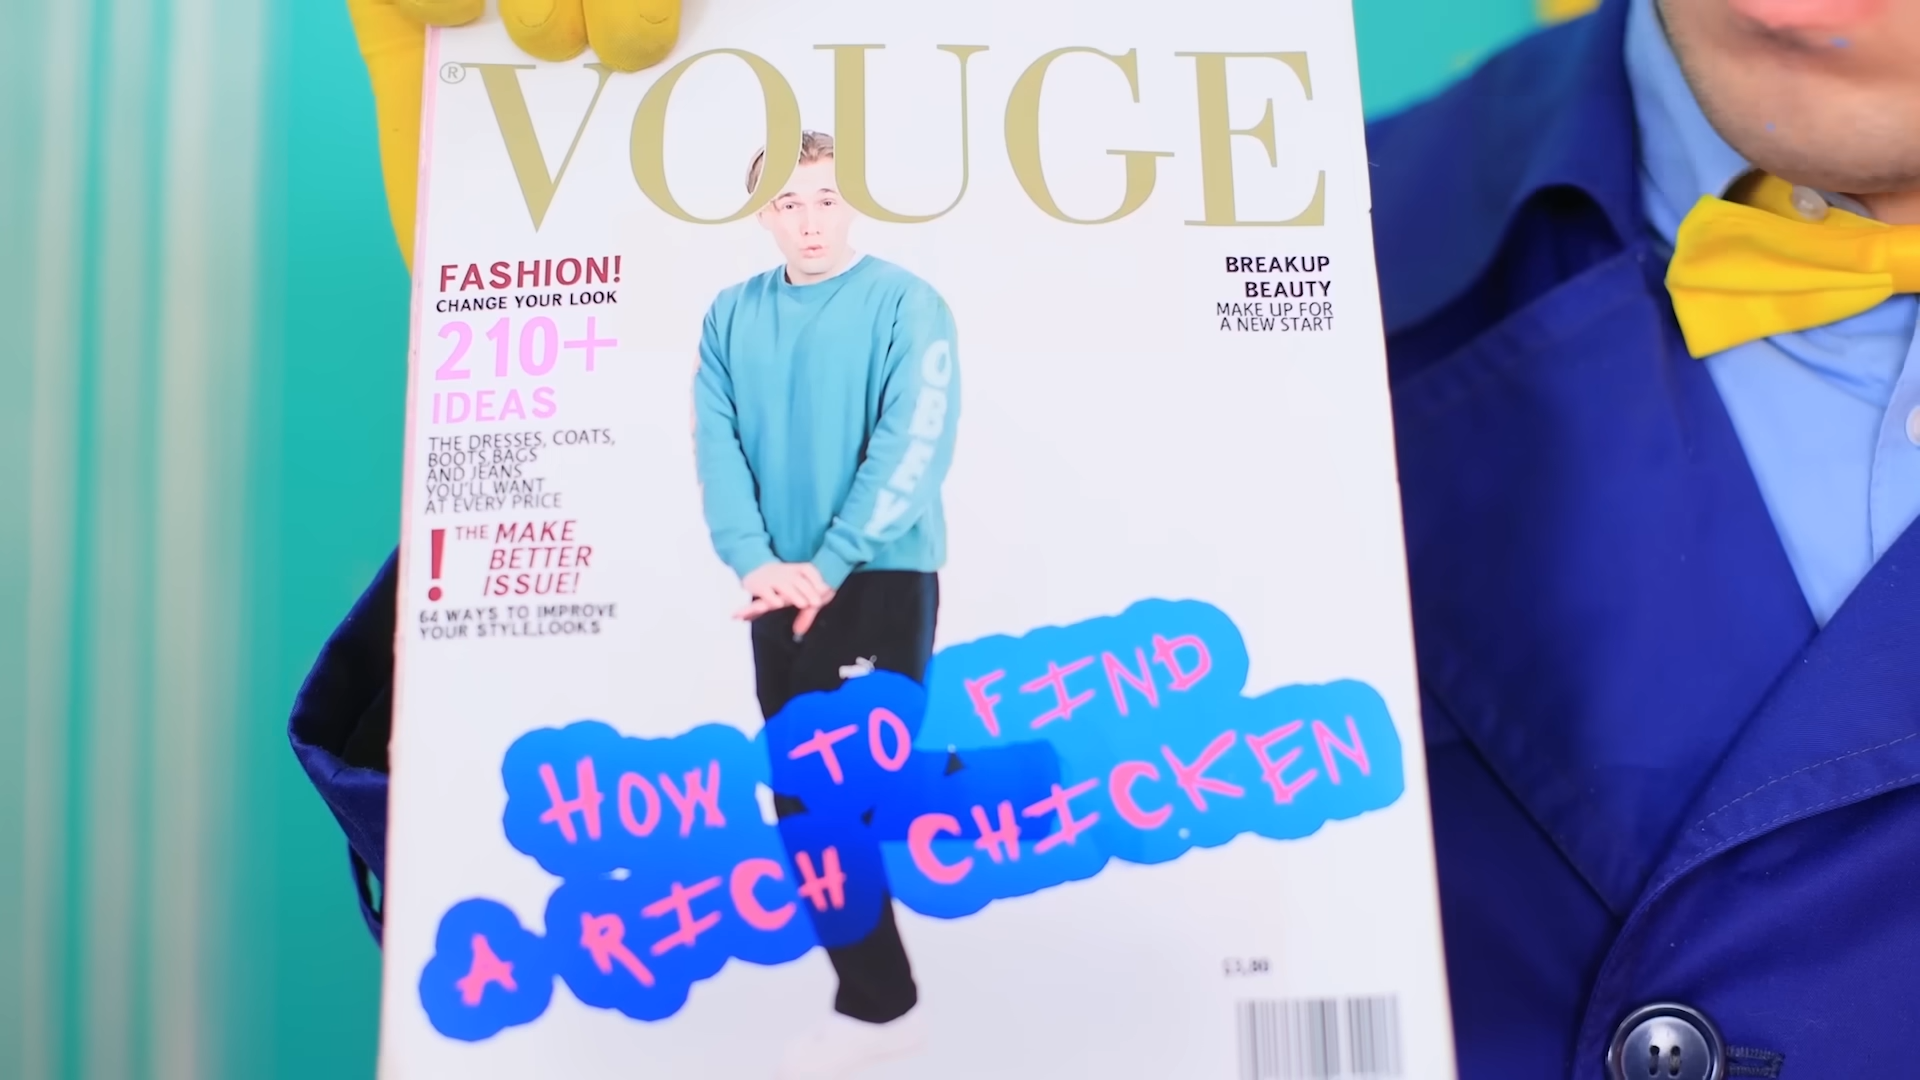 ® VOUGE
FASHION!
CHANGE YOUR LOOK
210+
IDEAS
THE DRESSES, COATS,
BOOTS,BAGS
AND JEANS
YOU'LL WANT
AT EVERY PRICE
! THE MAKE
BETTER
ISSUE!
64 WAYS TO IMPROVE
YOUR STYLE,LOOKS
BREAKUP
BEAUTY
MAKE UP FOR
A NEW START
OBEY
HOW TO FIND
A RICH CHICKEN